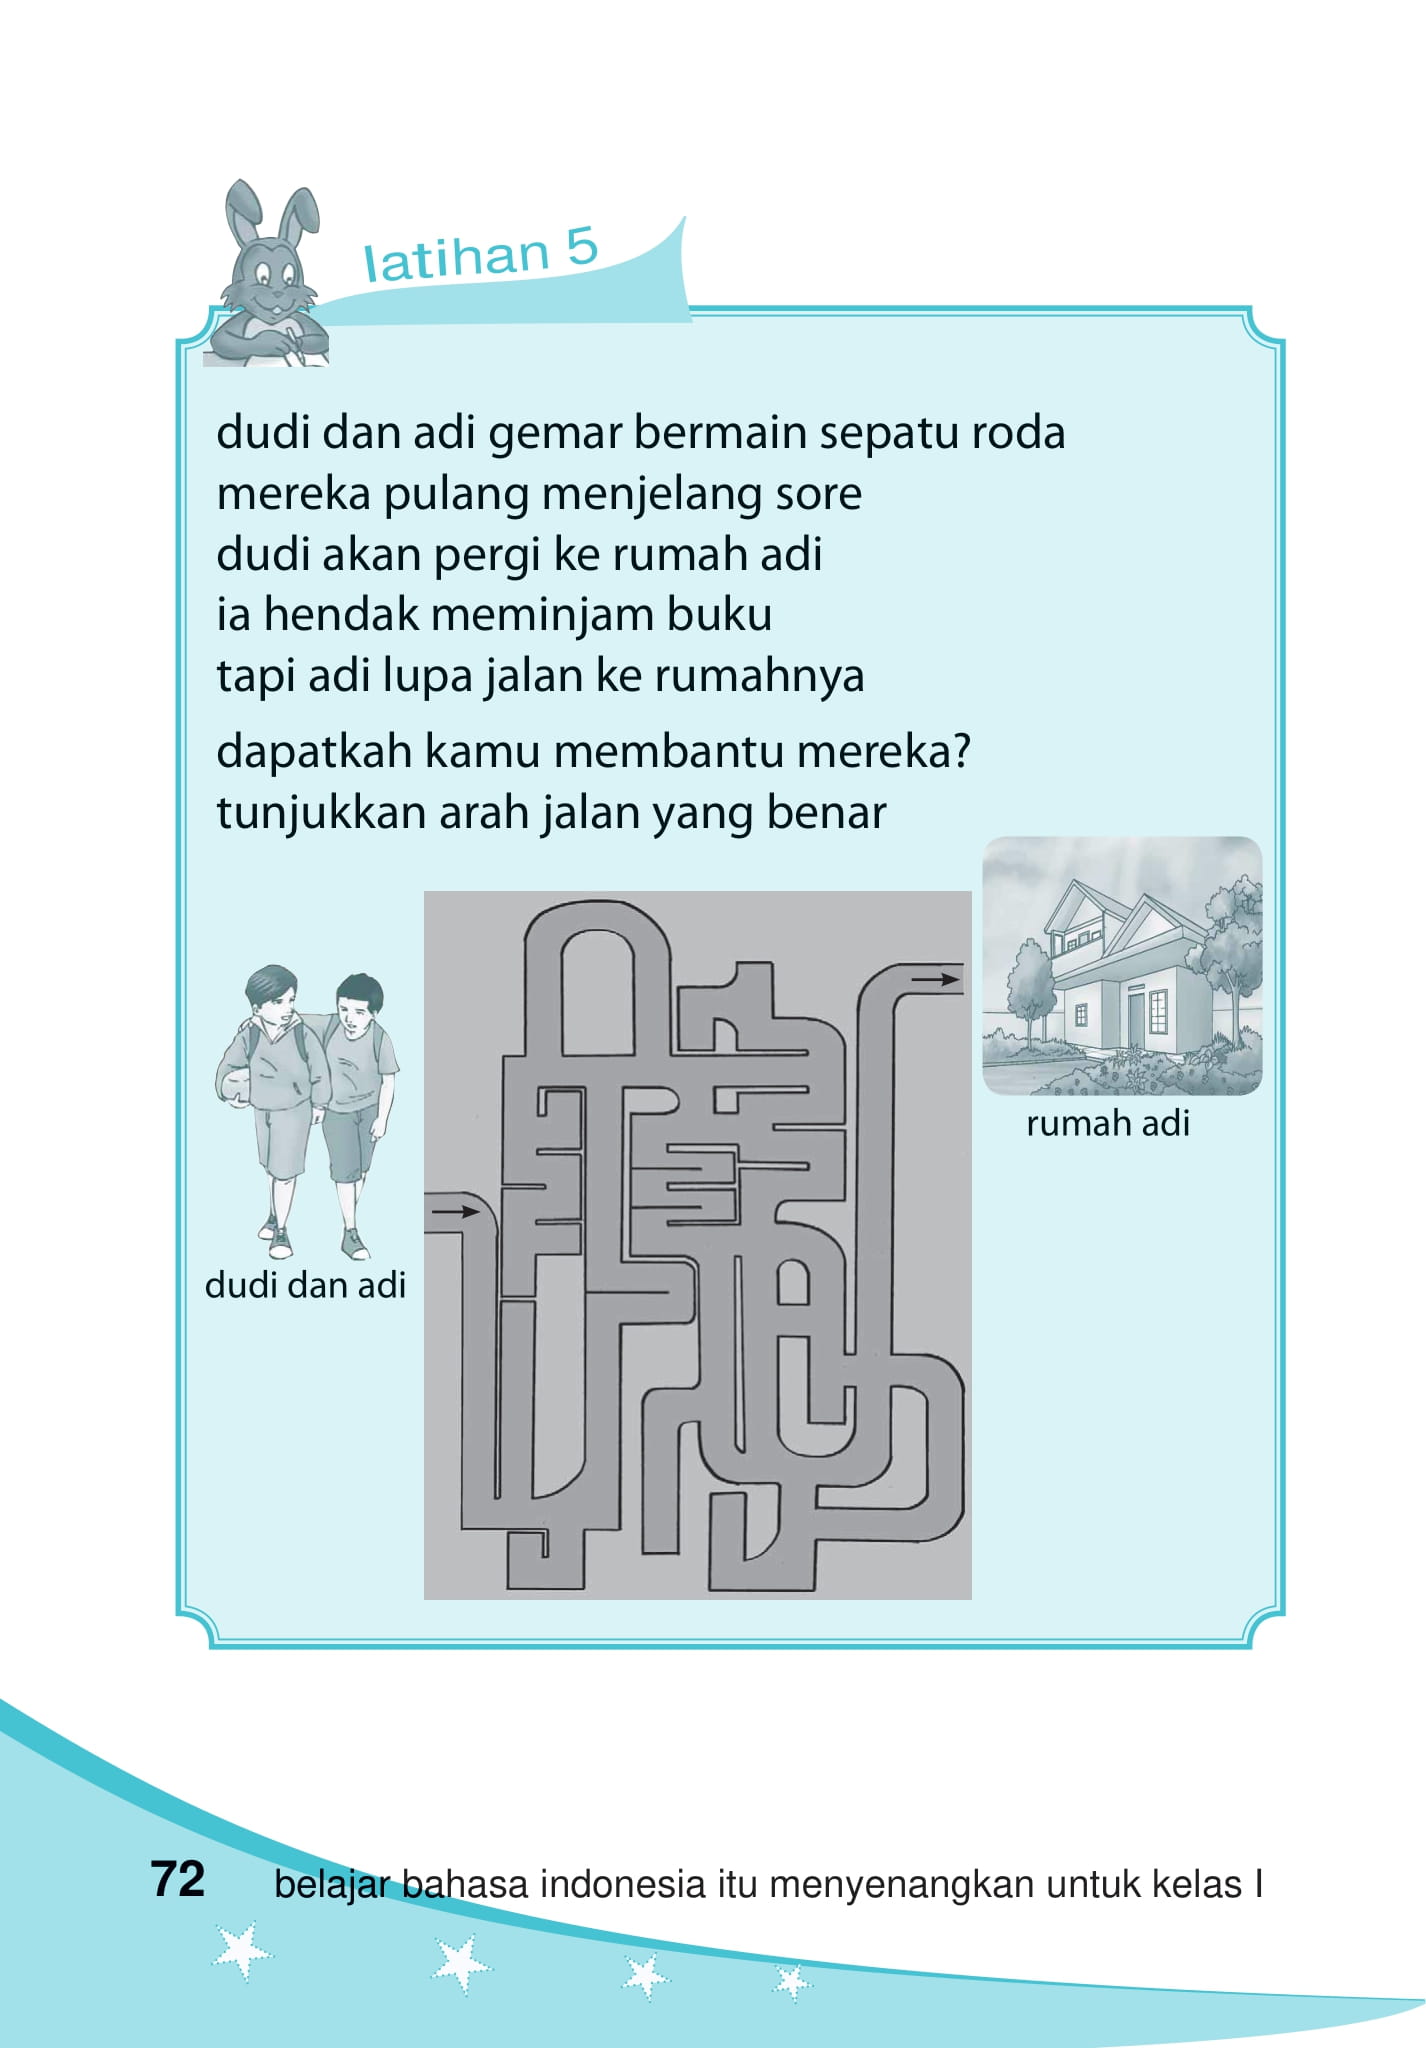 latihan 5
dudi dan adi gemar bermain sepatu roda
mereka pulang menjelang sore
dudi akan pergi ke rumah adi
ia hendak meminjam buku
tapi adi lupa jalan ke rumahnya
dapatkah kamu membantu mereka?
tunjukkan arah jalan yang benar
rumah adi
dudi dan adi
72 belajar bahasa indonesia itu menyenangkan untuk kelas I